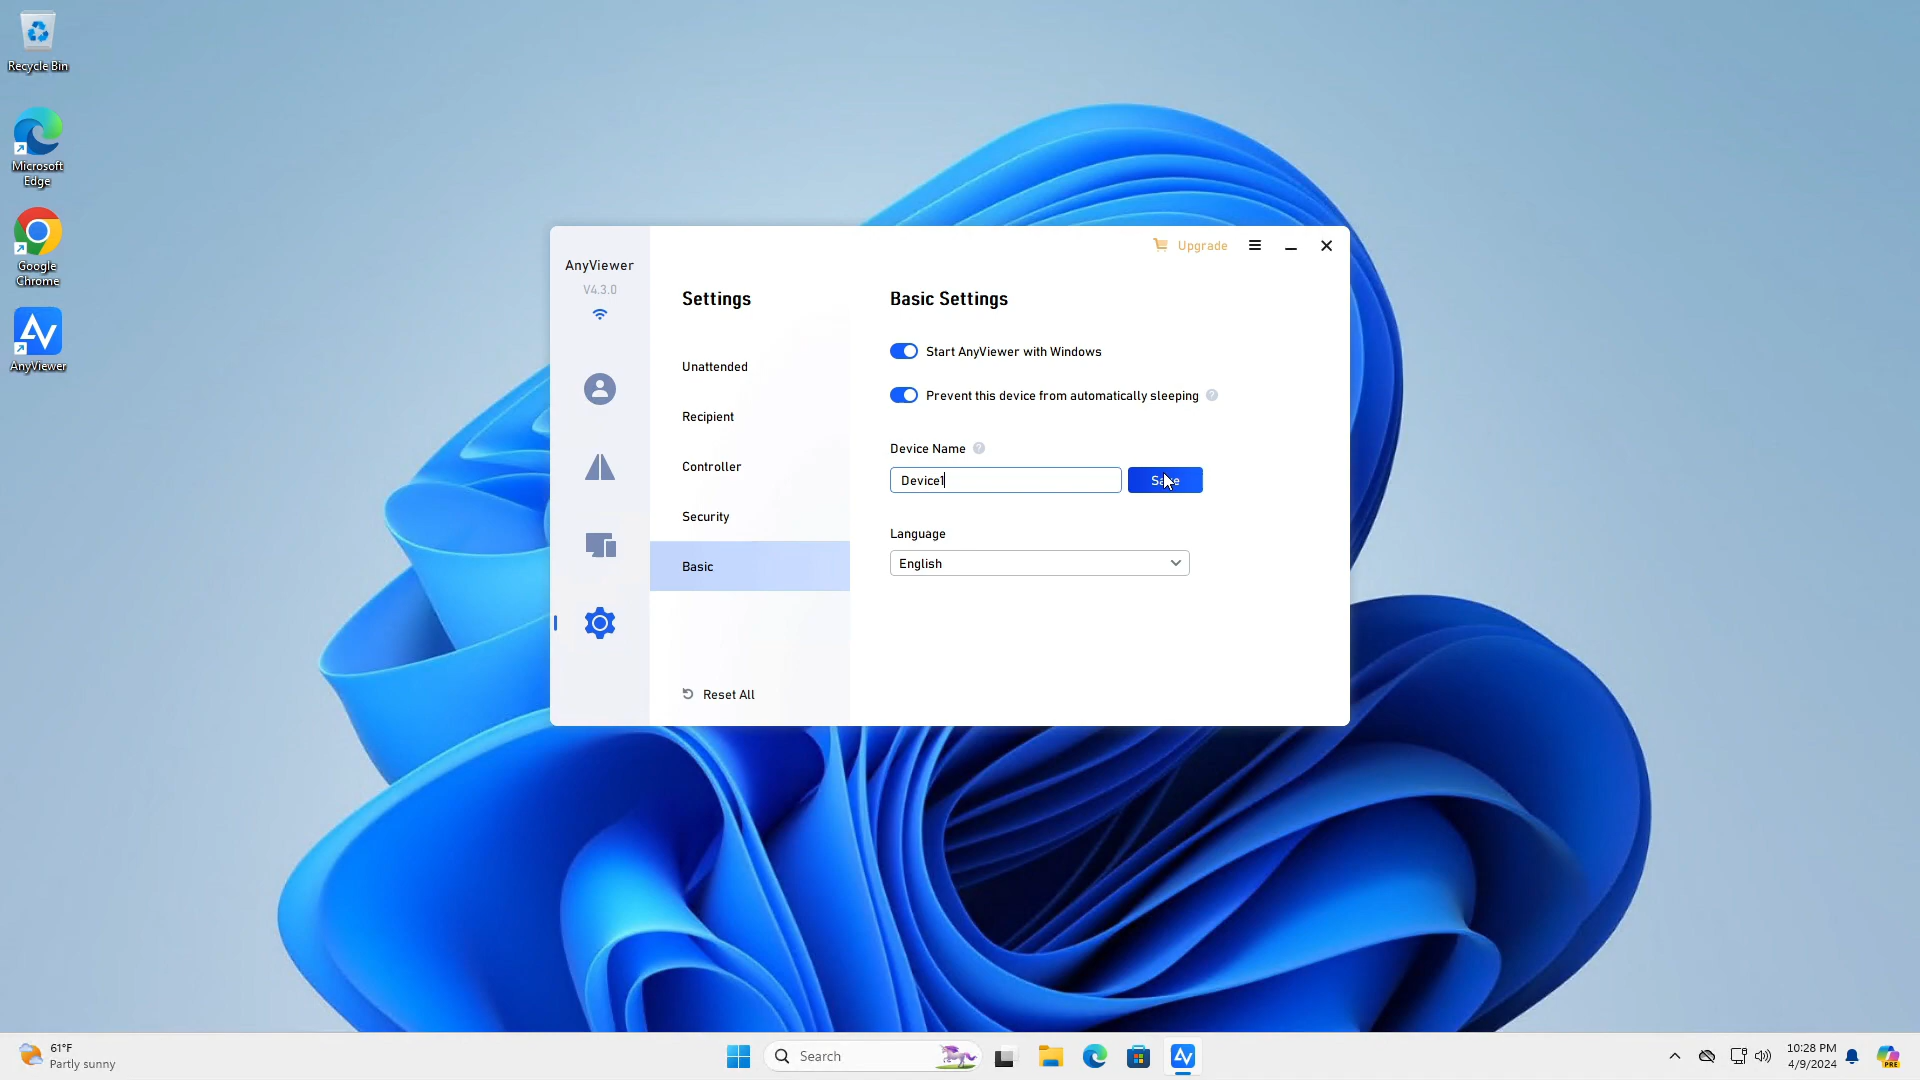 Recycle Bin
Microsoft
Edge
Google
Chrome
AnyViewer
AnyViewer
V4.3.0
Upgrade
Settings
Unattended
Recipient
Controller
Security
Basic
Reset All
Basic Settings
Start AnyViewer with Windows
Prevent this device from automatically sleeping
Device Name
Device1
Language
English
61°F
Partly sunny
Search
10:28 PM
4/9/2024
PRE